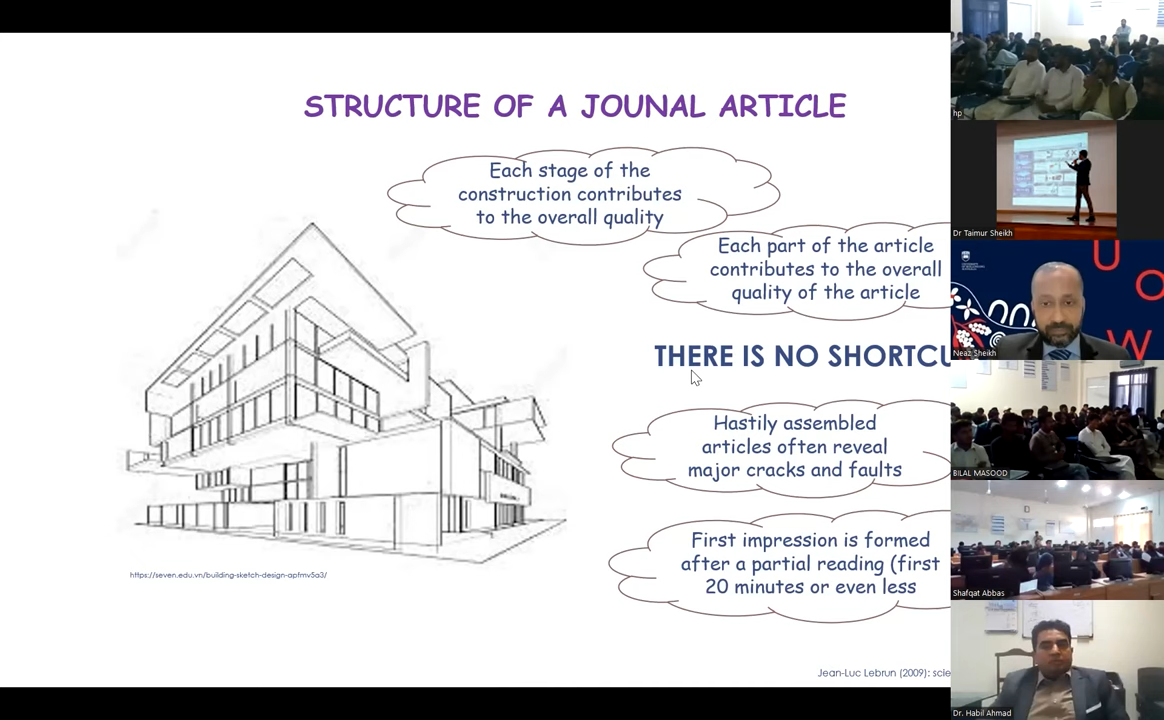 STRUCTURE OF A JOUNAL ARTICLE
Each stage of the
construction contributes
to the overall quality
Each part of the article
contributes to the overall
quality of the article
THERE IS NO SHORTCU
Hastily assembled
articles often reveal
major cracks and faults
First impression is formed
after a partial reading (first
20 minutes or even less
https://seven.edu.vn/building-sketch-design-apfmv5a3/
Jean-Luc Lebrun (2009): scie
hp
Dr Taimur Sheikh
U
O
W
Neaz Sheikh
BILAL MASOOD
Shafqat Abbas
Dr. Habil Ahmad